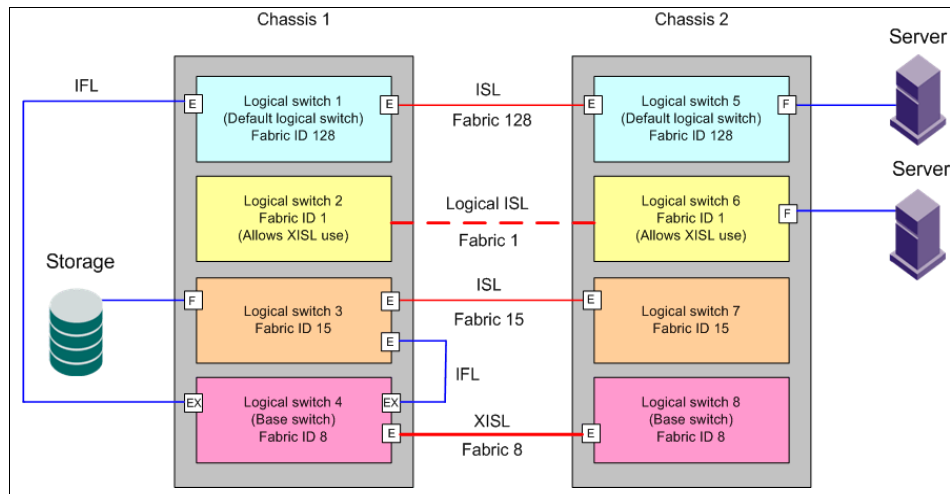 Chassis 1
Chassis 2
Server
IFL
E
Logical switch 1
(Default logical switch)
Fabric ID 128
E
ISL
Fabric 128
E
Logical switch 5
(Default logical switch)
Fabric ID 128
F
Server
Logical switch 2
Fabric ID 1
(Allows XISL use)
Logical ISL
Fabric 1
Logical switch 6
Fabric ID 1
(Allows XISL use)
F
Storage
F
Logical switch 3
Fabric ID 15
E
E
ISL
Fabric 15
E
Logical switch 7
Fabric ID 15
IFL
EX
Logical switch 4
(Base switch)
Fabric ID 8
EX
E
XISL
Fabric 8
E
Logical switch 8
(Base switch)
Fabric ID 8